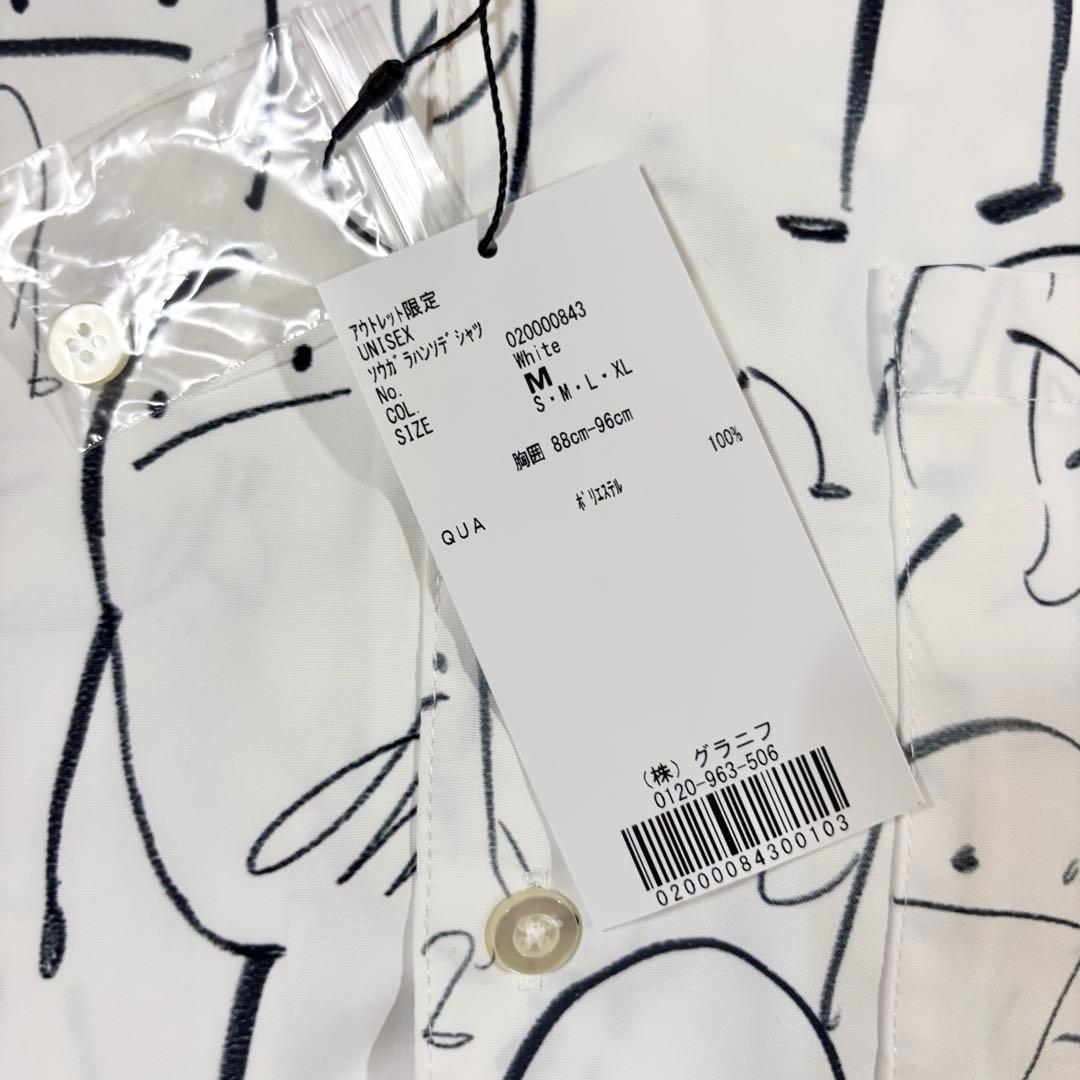 ｱｳﾄﾚｯﾄ限定
UNISEX
ｿｳｶﾞﾗﾊﾝｿﾃﾞｼｬﾂ
No. 020000843
COL. White
SIZE M
S・M・L・XL
胸囲 88cm-96cm
QUA ﾎﾟﾘｴｽﾃﾙ 100%
(株) グラニフ
0120-963-506
02000084300103